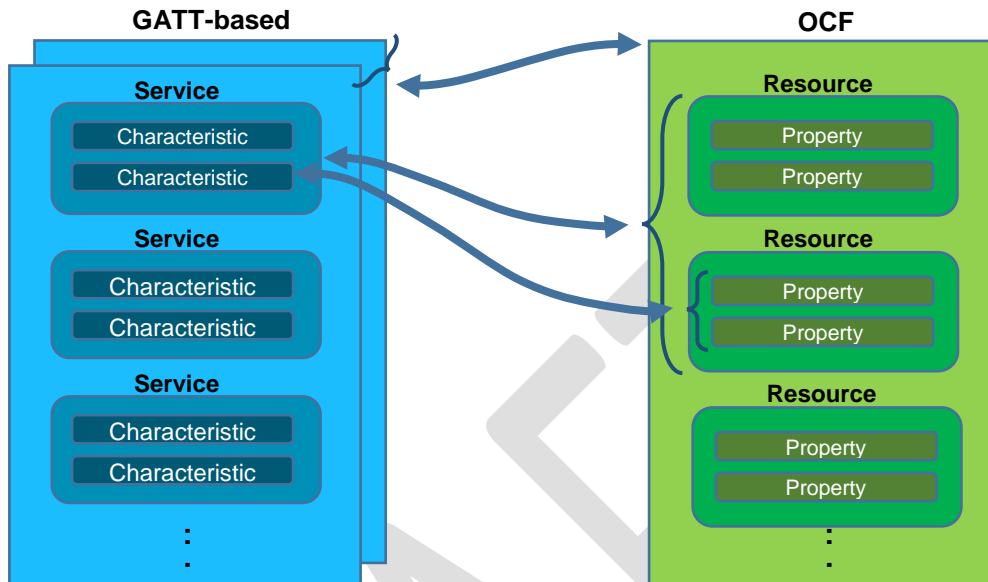 GATT-based
Service
Characteristic
Characteristic
Service
Characteristic
Characteristic
Service
Characteristic
Characteristic
:
.
OCF
Resource
Property
Property
Resource
Property
Property
Resource
Property
Property
:
.